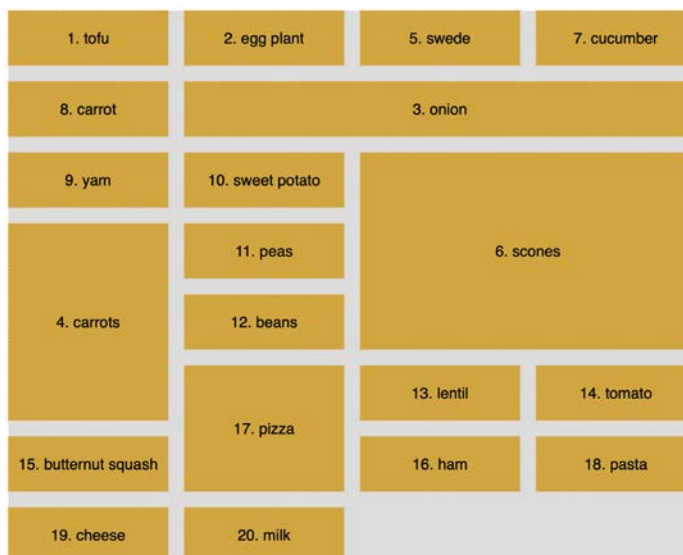 1. tofu
2. egg plant
5. swede
7. cucumber
8. carrot
3. onion
9. yam
10. sweet potato
6. scones
11. peas
4. carrots
12. beans
13. lentil
14. tomato
17. pizza
15. butternut squash
16. ham
18. pasta
19. cheese
20. milk